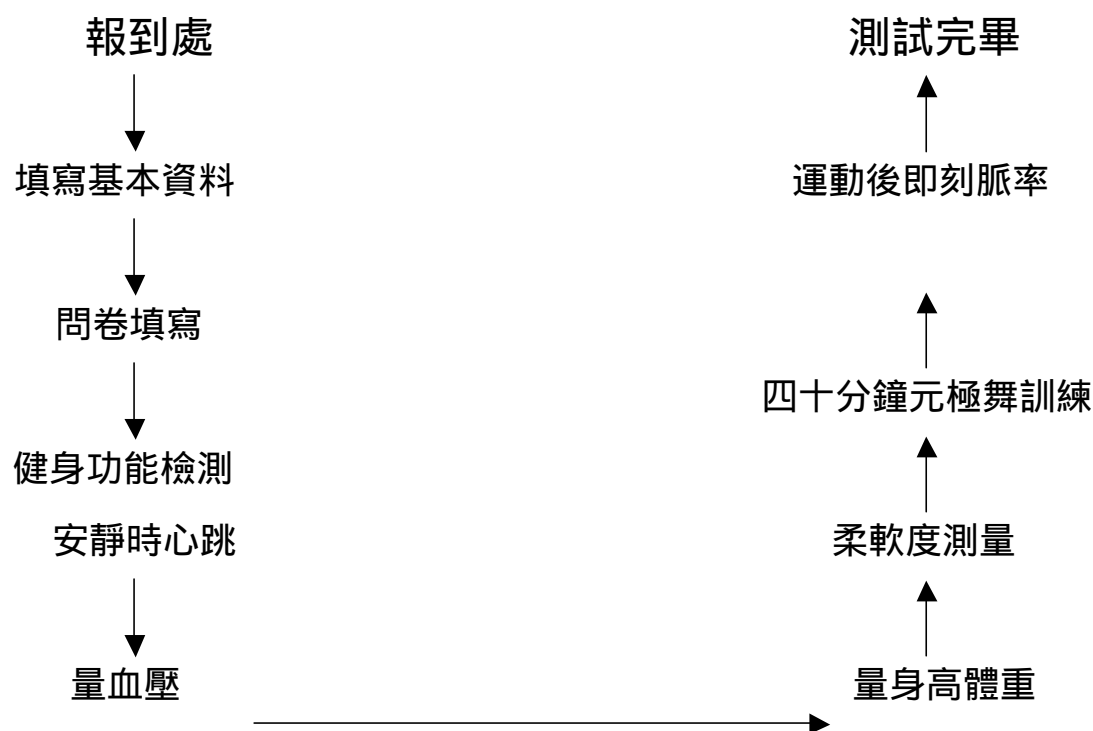 報到處
填寫基本資料
問卷填寫
健身功能檢測
安靜時心跳
量血壓
量身高體重
柔軟度測量
四十分鐘元極舞訓練
運動後即刻脈率
測試完畢